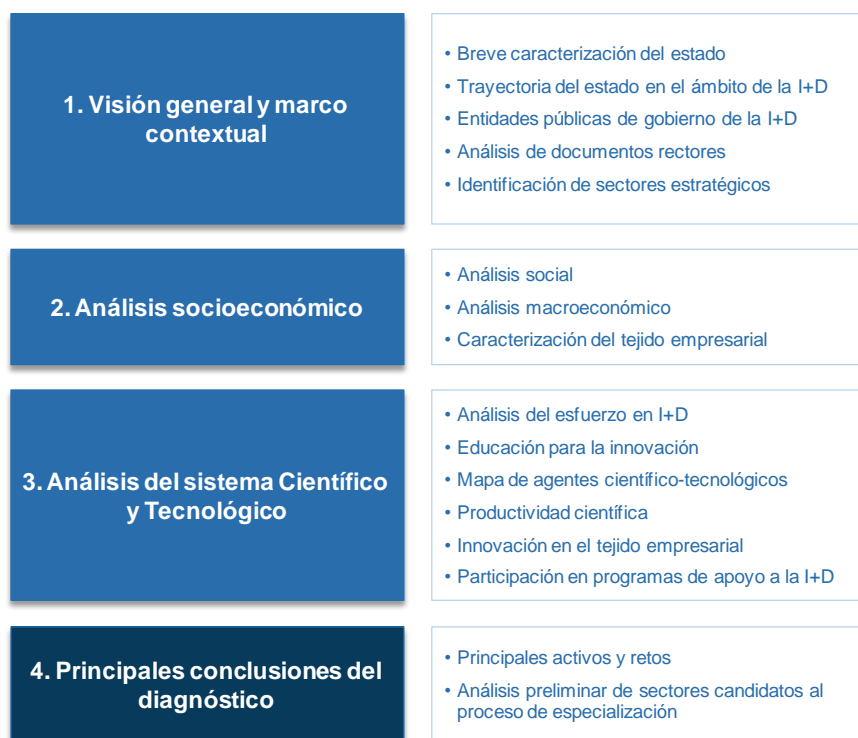 1. Visión general y marco
contextual
• Breve caracterización del estado
• Trayectoria del estado en el ámbito de la I+D
• Entidades públicas de gobierno de la I+D
• Análisis de documentos rectores
• Identificación de sectores estratégicos
2. Análisis socioeconómico
• Análisis social
• Análisis macroeconómico
• Caracterización del tejido empresarial
3. Análisis del sistema Científico
y Tecnológico
• Análisis del esfuerzo en I+D
• Educación para la innovación
• Mapa de agentes científico-tecnológicos
• Productividad científica
• Innovación en el tejido empresarial
• Participación en programas de apoyo a la I+D
4. Principales conclusiones del
diagnóstico
• Principales activos y retos
• Análisis preliminar de sectores candidatos al
proceso de especialización